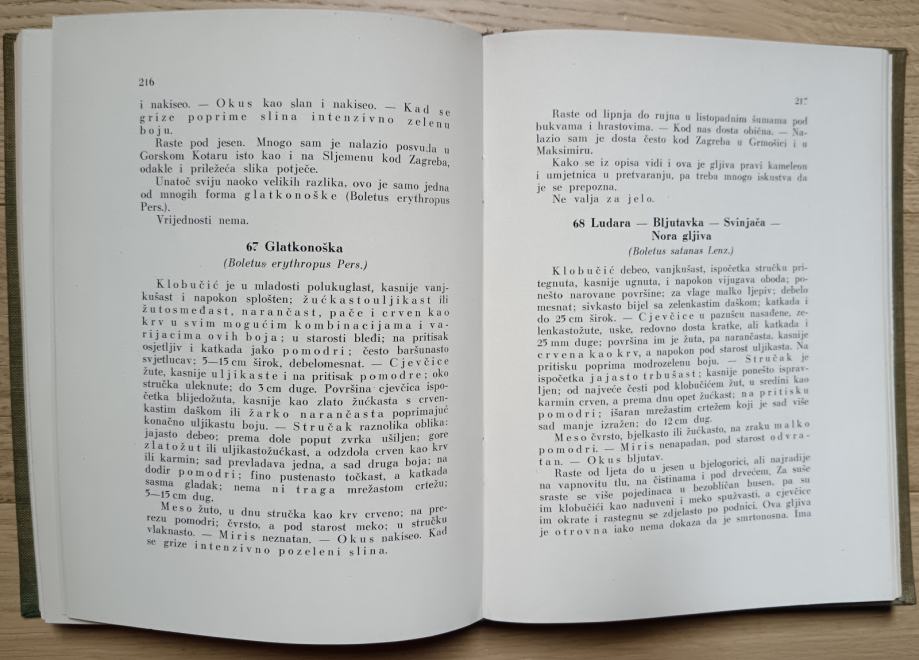 216
i nakiseo. — Okus kao slan i nakiseo. — Kad se
grize poprime slina intenzivno zelenu
boju.
Raste pod jesen. Mnogo sam je nalazio posvuda u
Gorskom Kotaru isto kao i na Sljemenu kod Zagreba,
odakle i priležeća slika potječe.
Unatoč sviju naoko velikih razlika, ovo je samo jedna
od mnogih forma glatkonoške (Boletus erythropus
Pers.).
Vrijednosti nema.
67 Glatkonoška
(Boletus erythropus Pers.)
Klobučić je u mladosti polukuglast, kasnije vanj-
kušast i napokon splošten; žućkastouljikast ili
žutosmeđast, narančast, pače i crven kao
krv u svim mogućim kombinacijama i va-
rijacima ovih boja; u starosti bledi; na pritisak
osjetljiv i katkada jako pomodri; često baršunasto
svjetlucav; 5—15 cm širok, debelomesnat. — Cjevčice
žute, kasnije uljikaste i na pritisak pomodre; oko
stručka uleknute; do 3 cm duge. Površina cjevčica ispo-
četka blijedožuta, kasnije kao zlato žućkasta s crven-
kastim daškom ili žarko narančasta poprimajuć
konačno uljikastu boju. — Stručak raznolika oblika:
jajasto debeo; prema dole poput zvrka ušiljen; gore
zlatožut ili uljikastožućkast, a odzdola crven kao krv
ili karmin; sad prevladava jedna, a sad druga boja; na
dodir pomodri; fino pustenasto točkast, a katkada
sasma gladak; nema ni traga mrežastom crtežu;
5—15 cm dug.
Meso žuto, u dnu stručka kao krv crveno; na pre-
rezu pomodri; čvrsto, a pod starost meko; u stručku
vlaknasto. — Miris neznatan. — Okus nakiseo. Kad
se grize intenzivno pozeleni slina.
217
Raste od lipnja do rujna u listopadnim šumama pod
bukvama i hrastovima. — Kod nas dosta obična. — Na-
lazio sam je dosta često kod Zagreba u Grmošici i u
Maksimiru.
Kako se iz opisa vidi i ova je gljiva pravi kameleon
i umjetnica u pretvaranju, pa treba mnogo iskustva da
je se prepozna.
Ne valja za jelo.
68 Ludara — Bljutavka — Svinjača —
Nora gljiva
(Boletus satanas Lenz.)
Klobučić debeo, vanjkušast, ispočetka stručku pri-
tegnuta, kasnije ugnuta, i napokon vijugava oboda; po-
nešto narovane površine; za vlage malko ljepiv; debelo
mesnat; sivkasto bijel sa zelenkastim daškom; katkada i
do 25 cm širok. — Cjevčice u pazušcu nasađene, ze-
lenkastožute, uske, redovno dosta kratke, ali katkada i
25 mm duge; površina im je žuta, pa narančasta, kasnije
crvena kao krv, a napokon pod starost uljikasta. Na
pritisku poprima modrozelenu boju. — Stručak je
ispočetka jajasto trbušast; kasnije ponešto isprav-
ljen; od najveće česti pod klobučićem žut, u sredini kao
karmin crven, a prema dnu opet žućkast; na pritisku
pomodri; išaran mrežastim crtežem koji je sad više
sad manje izražen; do 12 cm dug.
Meso čvrsto, bjelkasto ili žućkasto, na zraku malko
pomodri. — Miris nenapadan, pod starost odvra-
tan. — Okus bljutav.
Raste od ljeta do u jesen u bjelogorici, ali najradije
na vapnovitu tlu, na čistinama i pod drvećem. Za suše
sraste se više pojedinaca u bezobličan busen, pa su
im klobučići kao naduveni i meko spužvasti, a cjevčice
im okrate i rastegnu se zdjelasto po podnici. Ova gljiva
je otrovna iako nema dokaza da je smrtonosna. Ima